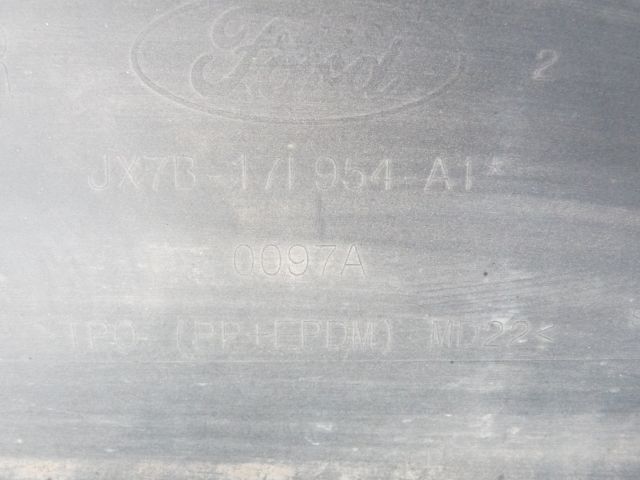 Ford
2
JX7B-17I954-A1*
0097A
>TPO-(PP+EPDM) MD22<